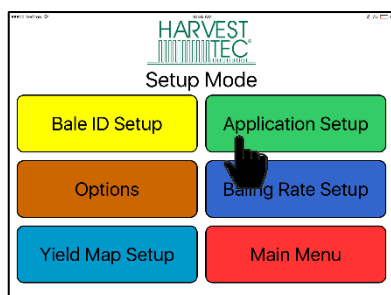 HARVEST
TEC
Setup Mode
Bale ID Setup
Application Setup
Options
Baling Rate Setup
Yield Map Setup
Main Menu